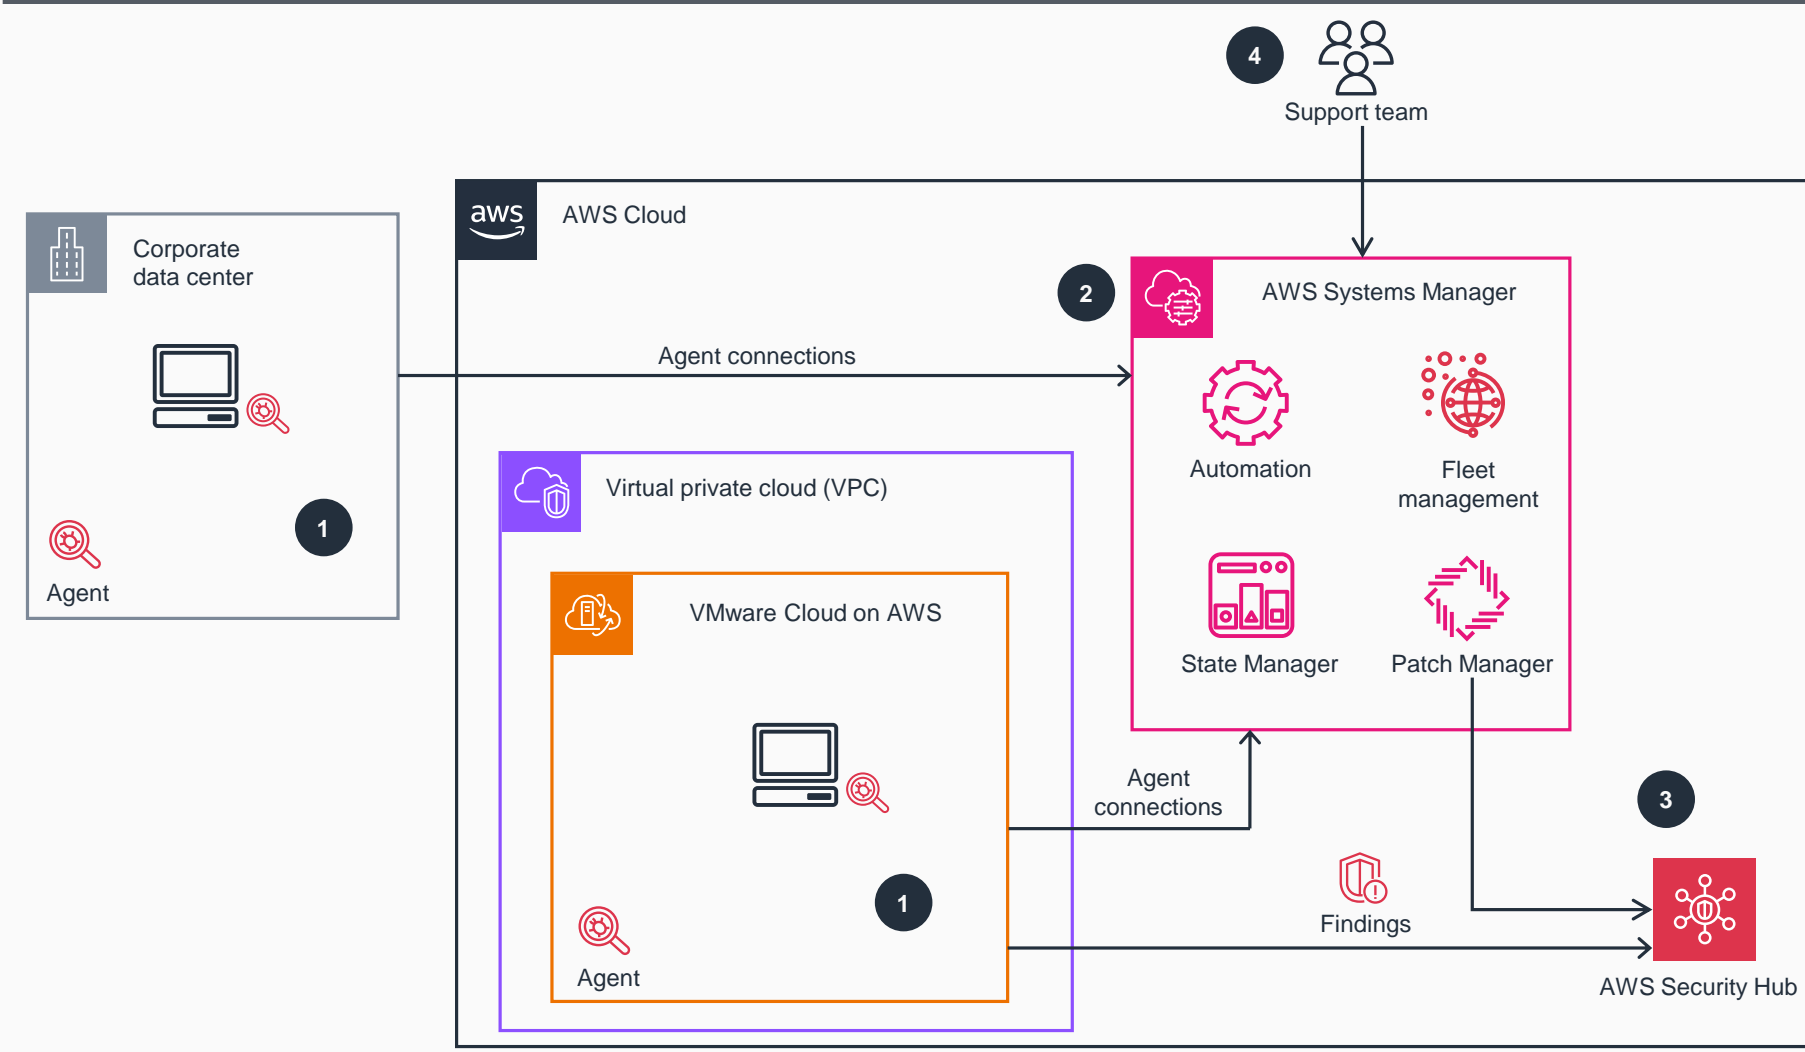 4
Support team
aws
AWS Cloud
Corporate
data center
2
AWS Systems Manager
Agent connections
Automation
Fleet
management
Virtual private cloud (VPC)
1
Agent
VMware Cloud on AWS
State Manager
Patch Manager
Agent
connections
3
1
Findings
Agent
AWS Security Hub